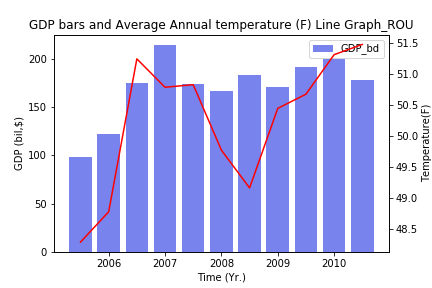 GDP bars and Average Annual temperature (F) Line Graph_ROU
GDP_bd
GDP (bil.$)
200
150
100
50
0
51.5
51.0
50.5
50.0
49.5
49.0
48.5
Temperature(F)
2006 2007 2008 2009 2010
Time (Yr.)